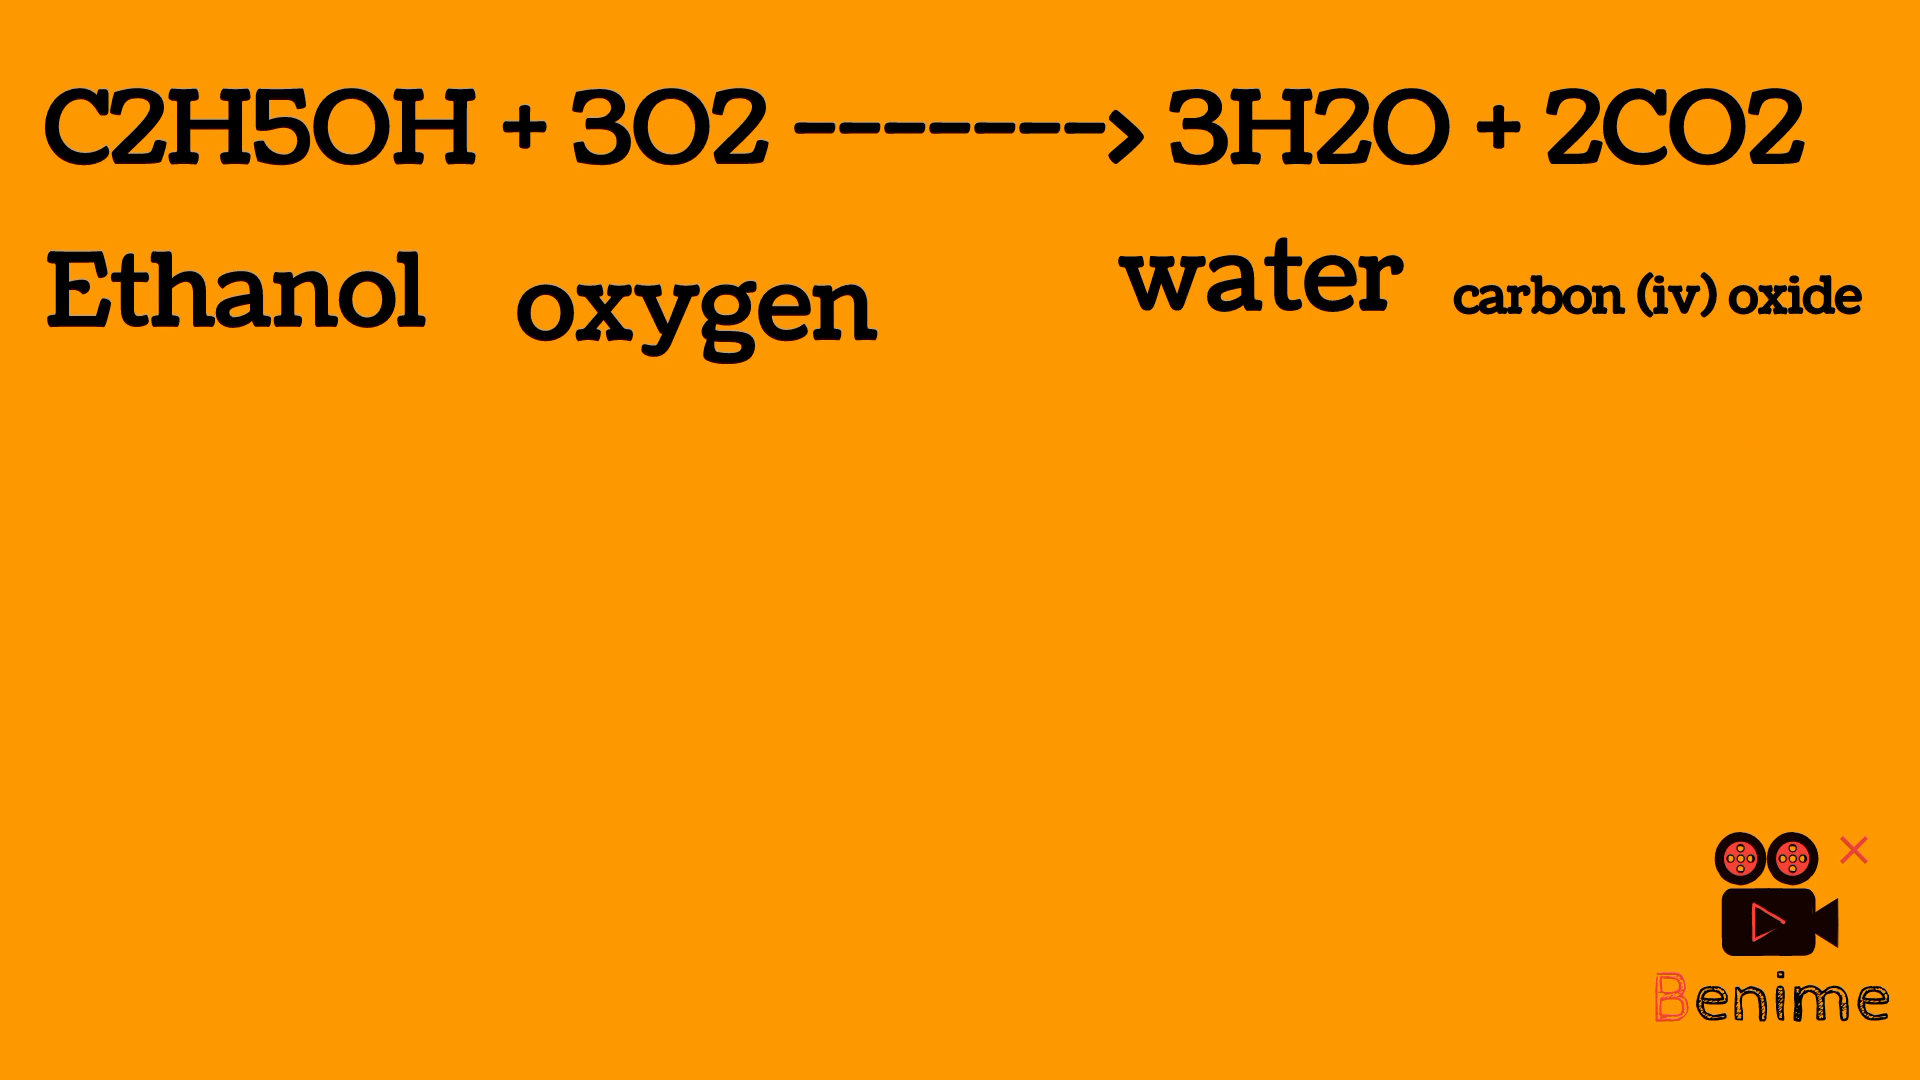 C2H5OH + 3O2 -------> 3H2O + 2CO2
Ethanol oxygen water carbon (iv) oxide
Benime